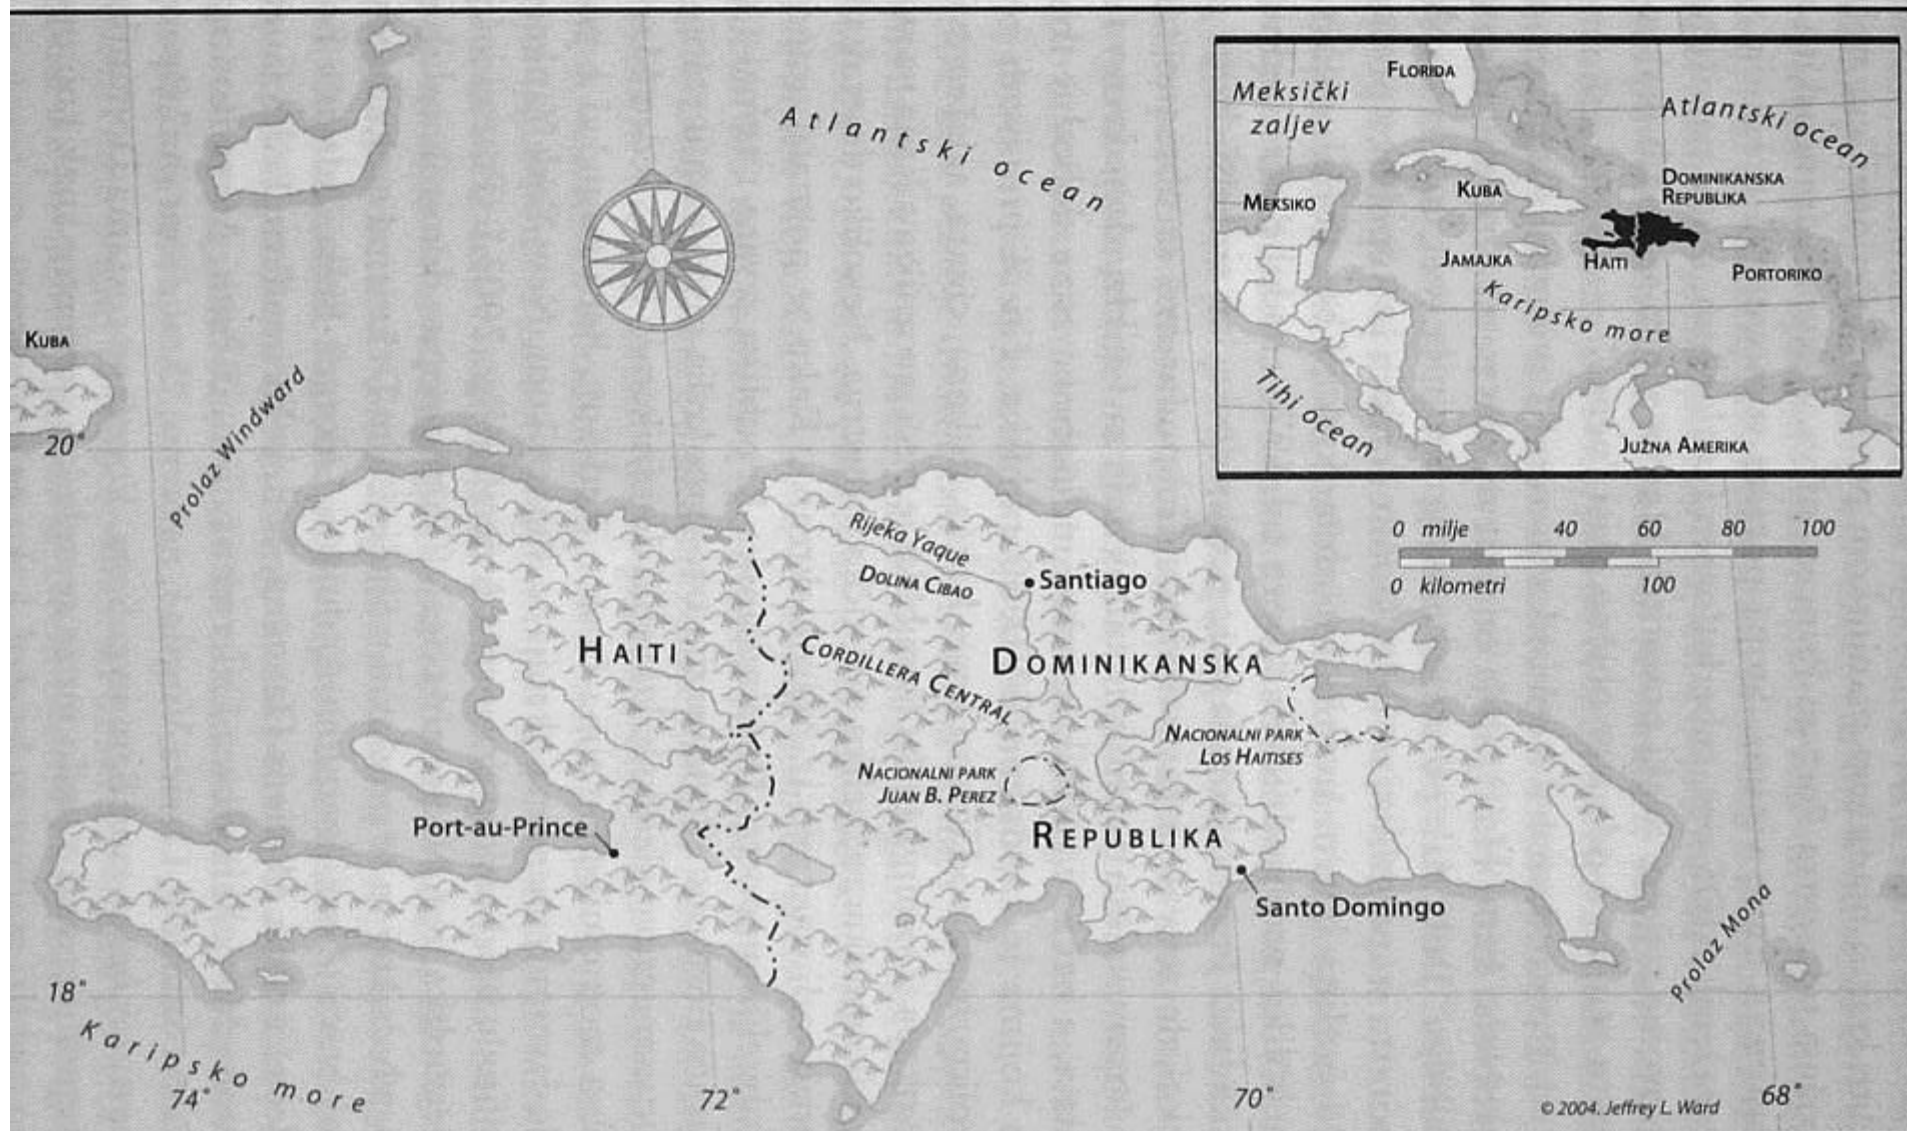 Atlantski ocean
Kuba
20°
Prolaz Windward
Rijeka Yaque
Dolina Cibao
Santiago
Haiti
Cordillera Central
Dominikanska
Nacionalni park
Los Haitises
Nacionalni park
Juan B. Perez
Port-au-Prince
Republika
Santo Domingo
Prolaz Mona
18°
Karipsko more
74°
72°
70°
68°
© 2004. Jeffrey L. Ward
Florida
Meksički
zaljev
Atlantski ocean
Meksiko
Kuba
Dominikanska
Republika
Jamajka
Haiti
Portoriko
Karipsko more
Tihi ocean
Južna Amerika
0 milje 40 60 80 100
0 kilometri 100